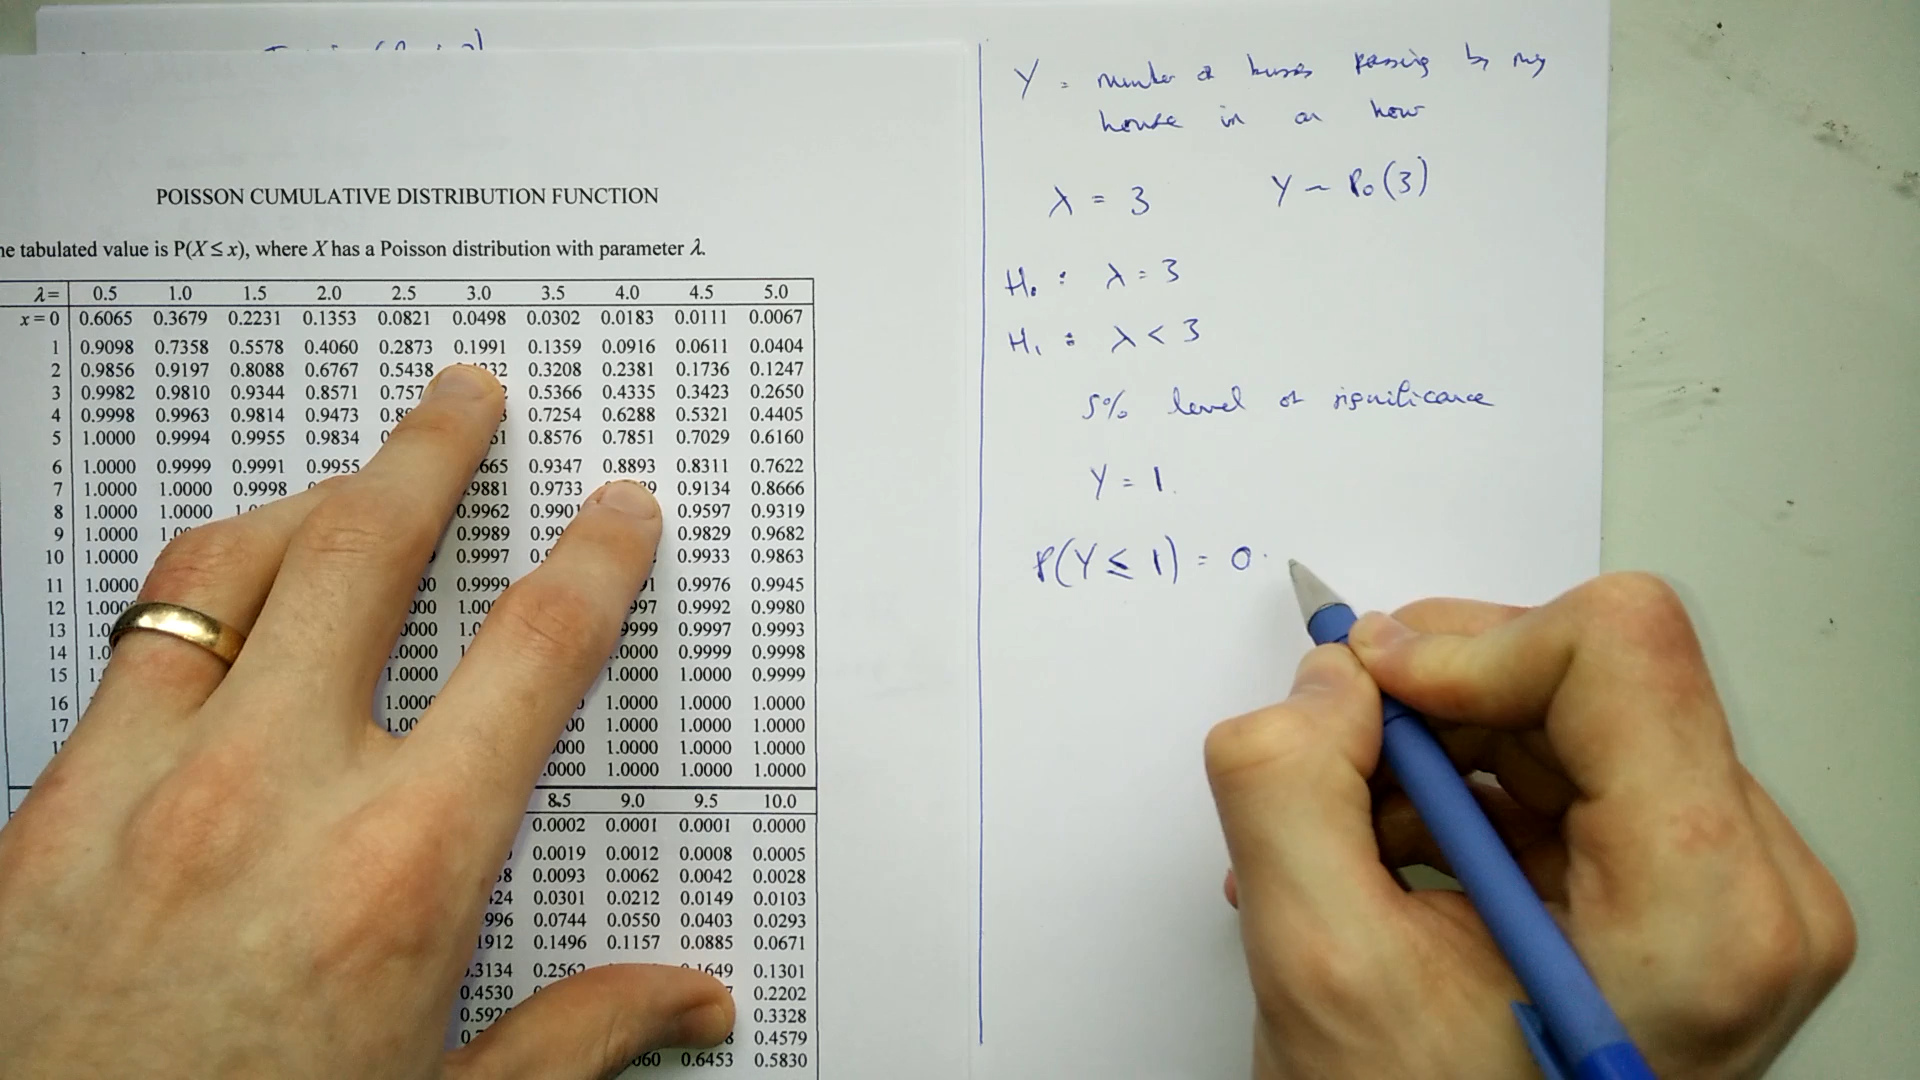 POISSON CUMULATIVE DISTRIBUTION FUNCTION
tabulated value is P(X ≤ x), where X has a Poisson distribution with parameter λ.
λ= 0.5 1.0 1.5 2.0 2.5 3.0 3.5 4.0 4.5 5.0
x = 0 0.6065 0.3679 0.2231 0.1353 0.0821 0.0498 0.0302 0.0183 0.0111 0.0067
1 0.9098 0.7358 0.5578 0.4060 0.2873 0.1991 0.1359 0.0916 0.0611 0.0404
2 0.9856 0.9197 0.8088 0.6767 0.5438 0.3208 0.2381 0.1736 0.1247
3 0.9982 0.9810 0.9344 0.8571 0.5366 0.4335 0.3423 0.2650
4 0.9998 0.9963 0.9814 0.9473 0.7254 0.6288 0.5321 0.4405
5 1.0000 0.9994 0.9955 0.9834 0.8576 0.7851 0.7029 0.6160
6 1.0000 0.9999 0.9991 0.9955 0.9347 0.8893 0.8311 0.7622
7 1.0000 1.0000 0.9998 .9881 0.9733 0.9134 0.8666
8 1.0000 1.0000 0.9962 0.9901 0.9597 0.9319
9 1.0000 0.9989 0.9829 0.9682
10 1.0000 0.9997 0.9933 0.9863
11 1.0000 0.9999 0.9976 0.9945
12 0.9992 0.9980
13 0.9997 0.9993
14 .0000 .0000 0.9999 0.9998
15 1.0000 1.0000 1.0000 0.9999
16 1.0000 1.0000 1.0000 1.0000
17 1.0000 1.0000 1.0000
1.0000 1.0000 1.0000
.0000 1.0000 1.0000 1.0000
8.5 9.0 9.5 10.0
0.0002 0.0001 0.0001 0.0000
0.0019 0.0012 0.0008 0.0005
0.0093 0.0062 0.0042 0.0028
0.0301 0.0212 0.0149 0.0103
0.0744 0.0550 0.0403 0.0293
0.1496 0.1157 0.0885 0.0671
.3134 0.1301
0.4530 0.2202
0.3328
0.4579
0.6453 0.5830
Y = number of buses passing by my
house in an hour
λ = 3 Y ~ Po(3)
H₀ : λ = 3
H₁ : λ < 3
5% level of significance
Y = 1.
P(Y ≤ 1) = 0.